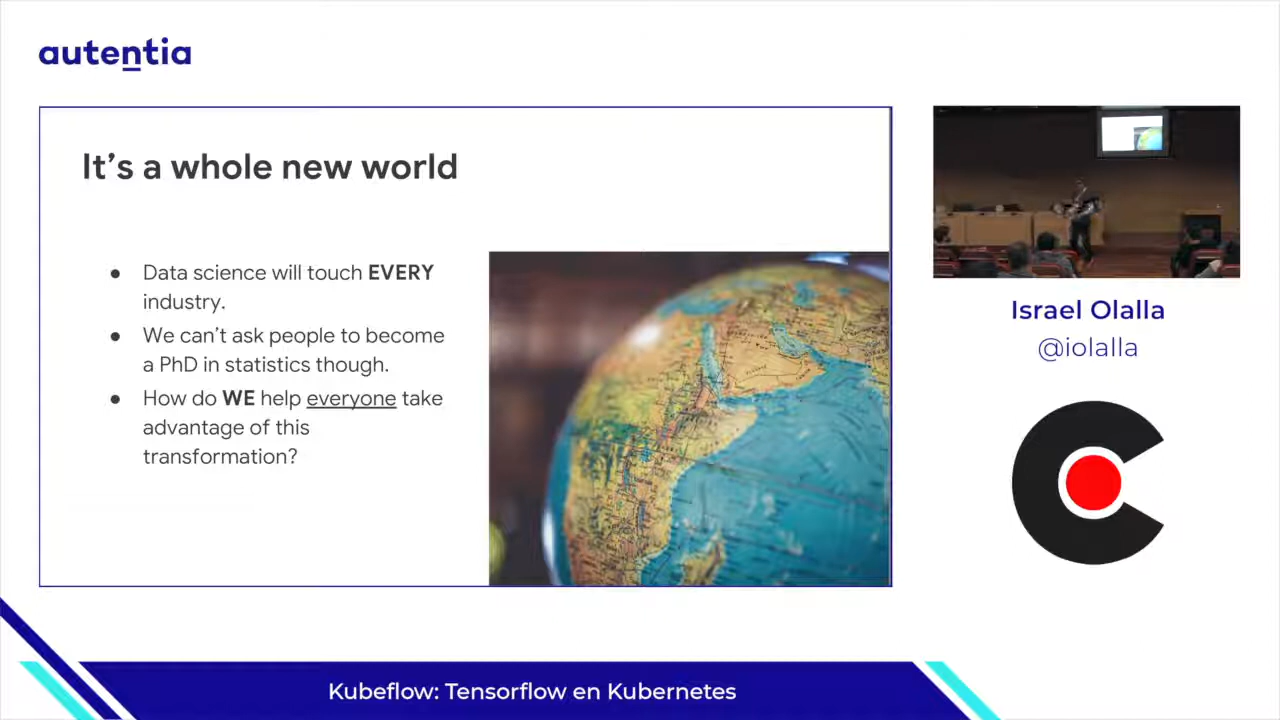 autentia
It's a whole new world
● Data science will touch EVERY
industry.
● We can't ask people to become
a PhD in statistics though.
● How do WE help everyone take
advantage of this
transformation?
Israel Olalla
@iolalla
Kubeflow: Tensorflow en Kubernetes